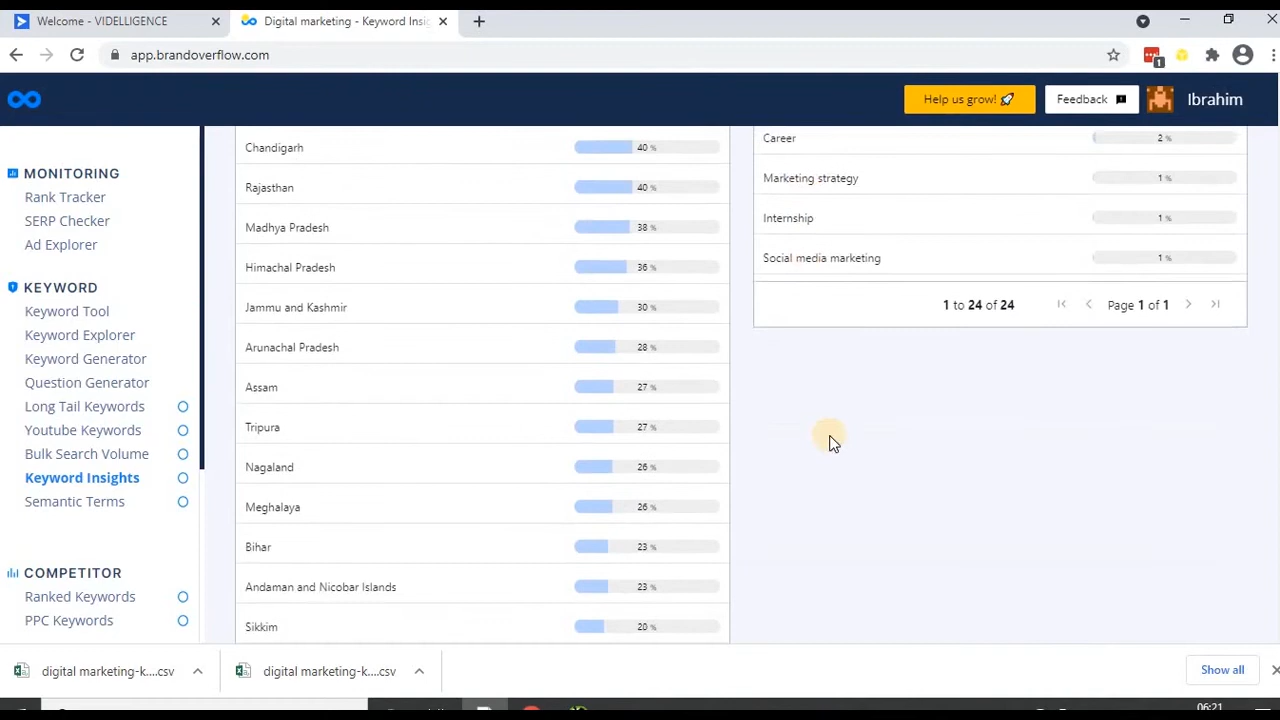 Welcome - VIDELLIGENCE
Digital marketing - Keyword Insig
app.brandoverflow.com
1
Help us grow!
Feedback
Ibrahim
MONITORING
Rank Tracker
SERP Checker
Ad Explorer
KEYWORD
Keyword Tool
Keyword Explorer
Keyword Generator
Question Generator
Long Tail Keywords
Youtube Keywords
Bulk Search Volume
Keyword Insights
Semantic Terms
COMPETITOR
Ranked Keywords
PPC Keywords
Chandigarh 40 %
Rajasthan 40 %
Madhya Pradesh 38 %
Himachal Pradesh 36 %
Jammu and Kashmir 30 %
Arunachal Pradesh 28 %
Assam 27 %
Tripura 27 %
Nagaland 26 %
Meghalaya 26 %
Bihar 23 %
Andaman and Nicobar Islands 23 %
Sikkim 20 %
Career 2 %
Marketing strategy 1 %
Internship 1 %
Social media marketing 1 %
1 to 24 of 24 Page 1 of 1
digital marketing-k....csv
digital marketing-k....csv
Show all
06:21